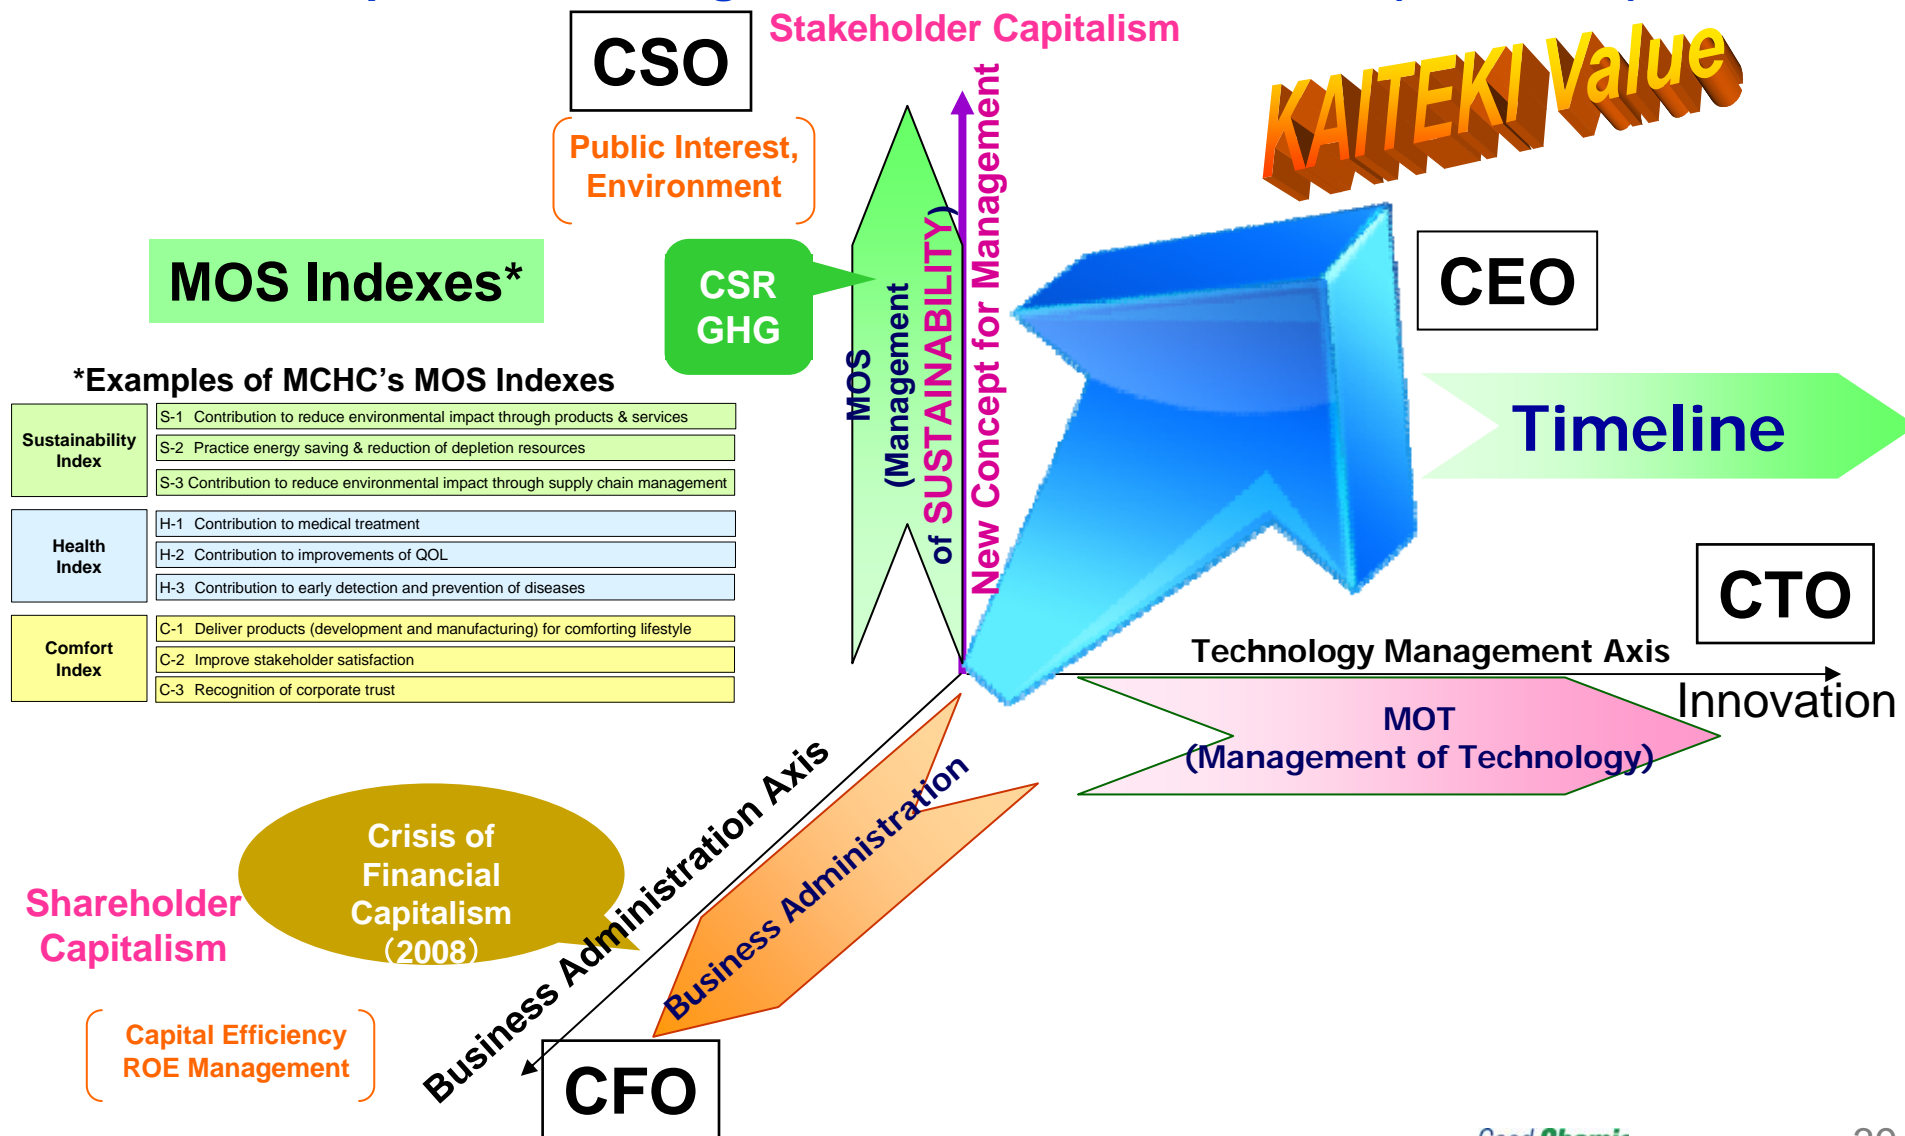 Stakeholder Capitalism
CSO
KAITEKI Value
Public Interest,
Environment
New Concept for Management
MOS
(Management
of SUSTAINABILITY)
CEO
MOS Indexes*
CSR
GHG
*Examples of MCHC's MOS Indexes
Sustainability
Index
S-1 Contribution to reduce environmental impact through products & services
S-2 Practice energy saving & reduction of depletion resources
S-3 Contribution to reduce environmental impact through supply chain management
Health
Index
H-1 Contribution to medical treatment
H-2 Contribution to improvements of QOL
H-3 Contribution to early detection and prevention of diseases
Comfort
Index
C-1 Deliver products (development and manufacturing) for comforting lifestyle
C-2 Improve stakeholder satisfaction
C-3 Recognition of corporate trust
Timeline
CTO
Technology Management Axis
Innovation
MOT
(Management of Technology)
Business Administration Axis
Business Administration
Crisis of
Financial
Capitalism
（2008）
Shareholder
Capitalism
Capital Efficiency
ROE Management
CFO